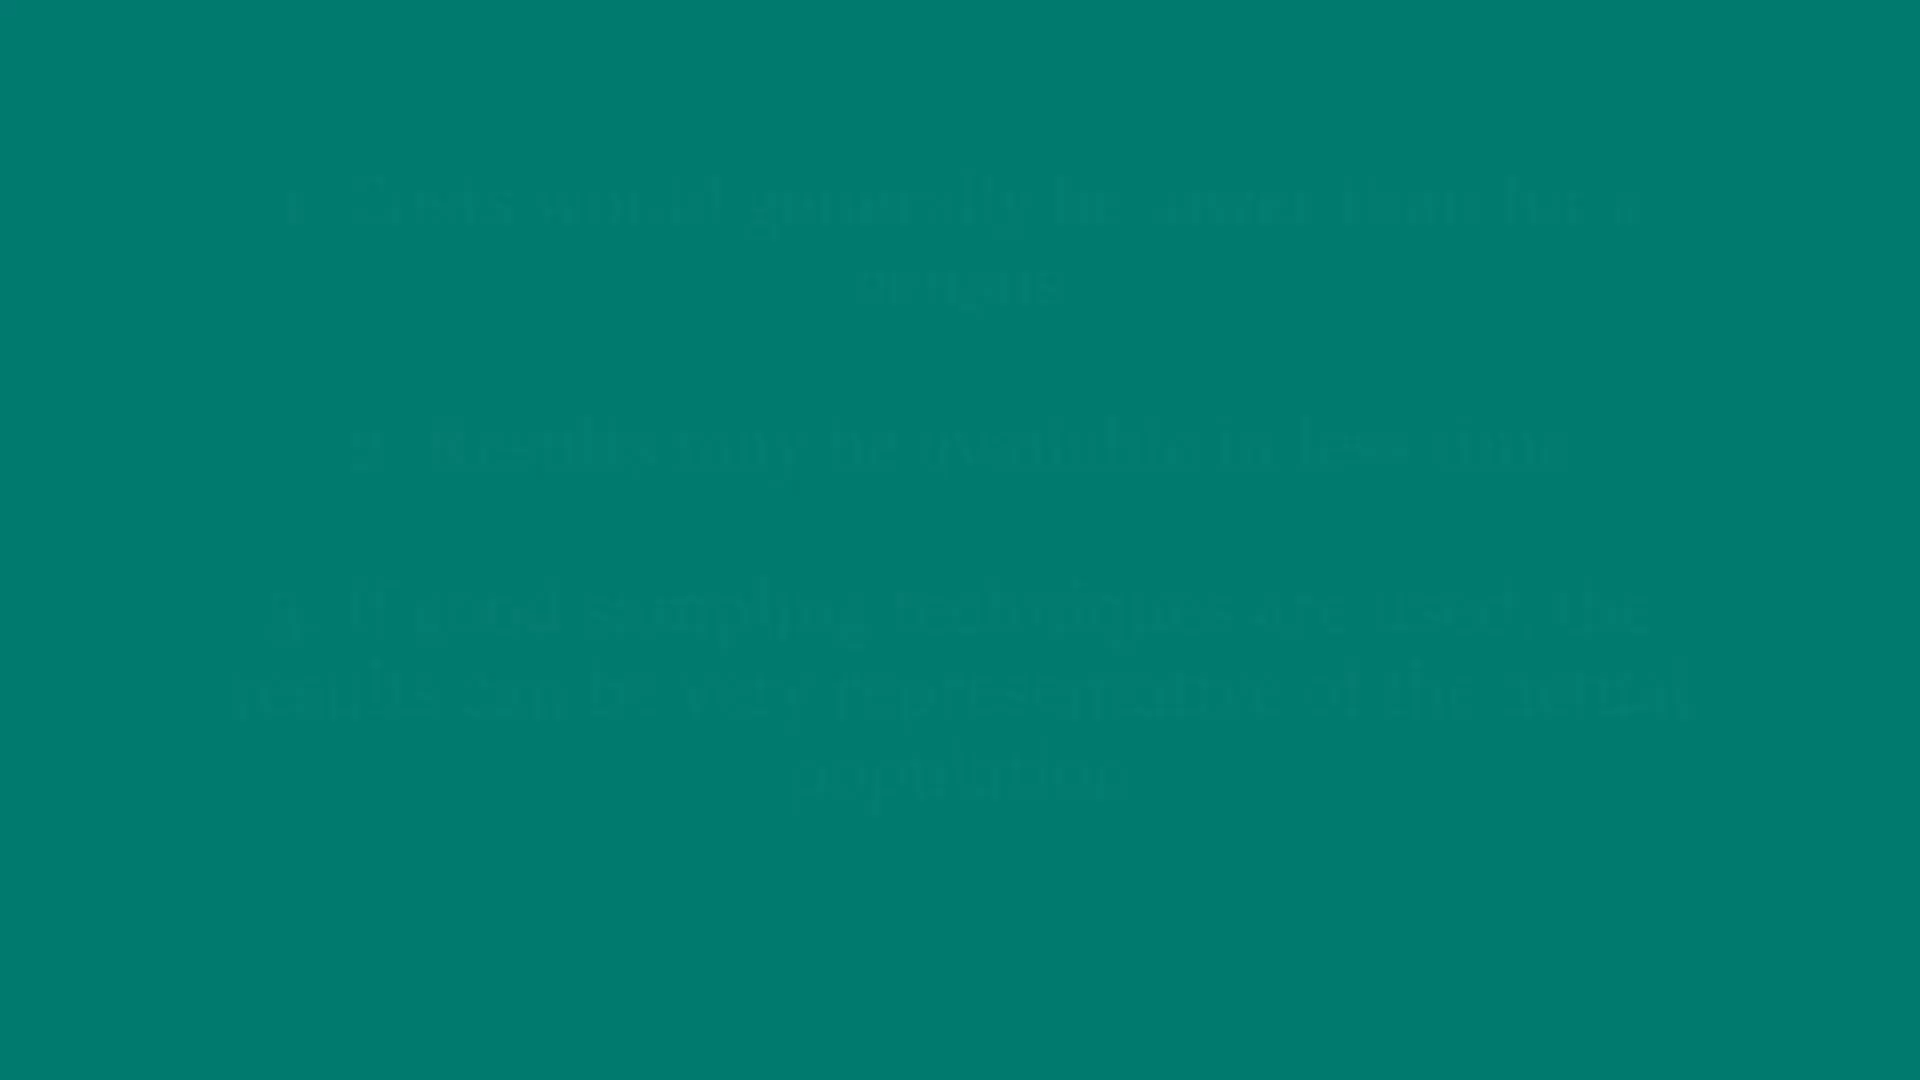 1. Costs would generally be lower than for a
census
2. Results may be available in less time
3. If good sampling techniques are used, the
results can be very representative of the actual
population